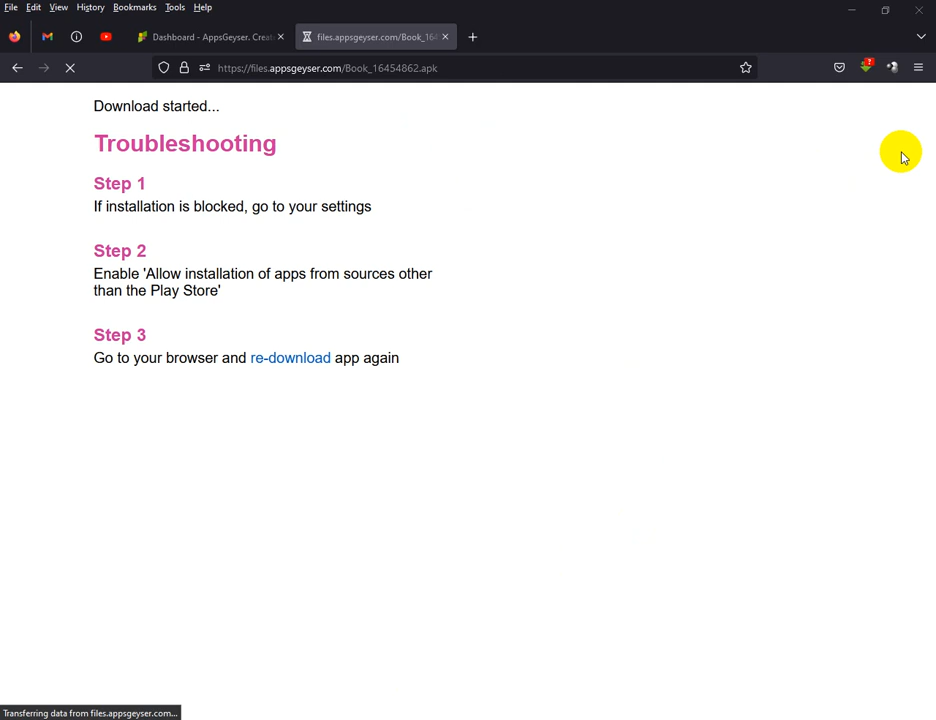 File Edit View History Bookmarks Tools Help
Dashboard - AppsGeyser. Creat
files.appsgeyser.com/Book_164
https://files.appsgeyser.com/Book_16454862.apk
Download started...
Troubleshooting
Step 1
If installation is blocked, go to your settings
Step 2
Enable 'Allow installation of apps from sources other
than the Play Store'
Step 3
Go to your browser and re-download app again
Transferring data from files.appsgeyser.com...